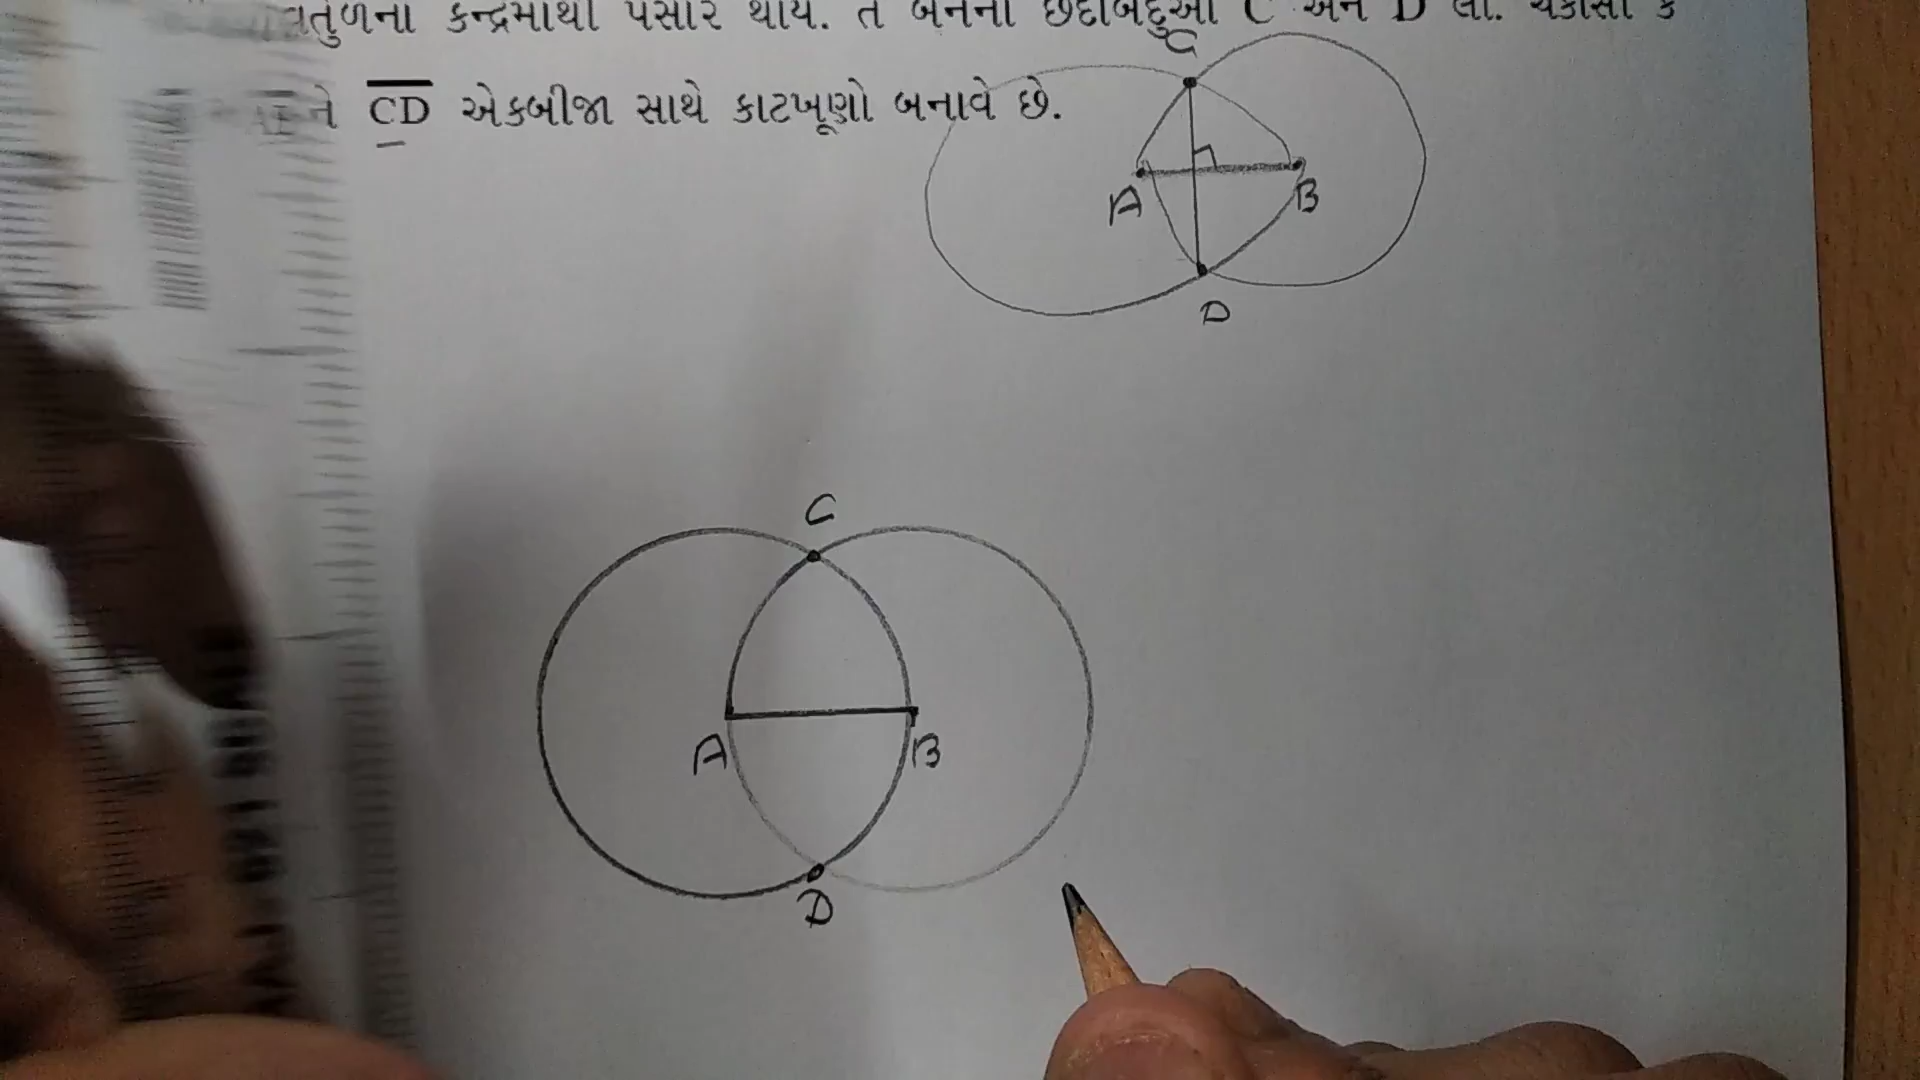 વર્તુળના કેન્દ્રમાંથી પસાર થાય. તે બંનેના છેદબિંદુઓ C અને D લો. ચકાસો કે
ને CD એકબીજા સાથે કાટખૂણો બનાવે છે.
C
A
B
D
C
A
B
D